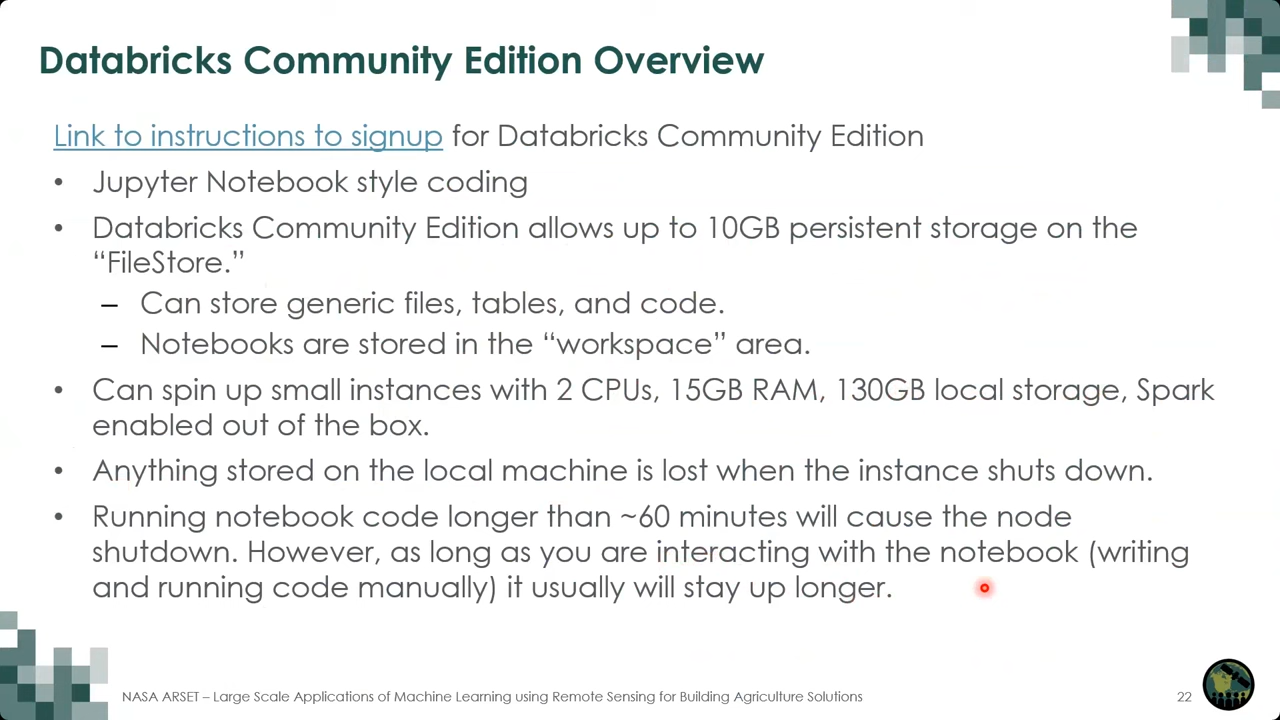 Databricks Community Edition Overview
Link to instructions to signup for Databricks Community Edition
• Jupyter Notebook style coding
• Databricks Community Edition allows up to 10GB persistent storage on the
“FileStore.”
– Can store generic files, tables, and code.
– Notebooks are stored in the “workspace” area.
• Can spin up small instances with 2 CPUs, 15GB RAM, 130GB local storage, Spark
enabled out of the box.
• Anything stored on the local machine is lost when the instance shuts down.
• Running notebook code longer than ~60 minutes will cause the node
shutdown. However, as long as you are interacting with the notebook (writing
and running code manually) it usually will stay up longer.
NASA ARSET – Large Scale Applications of Machine Learning using Remote Sensing for Building Agriculture Solutions
22